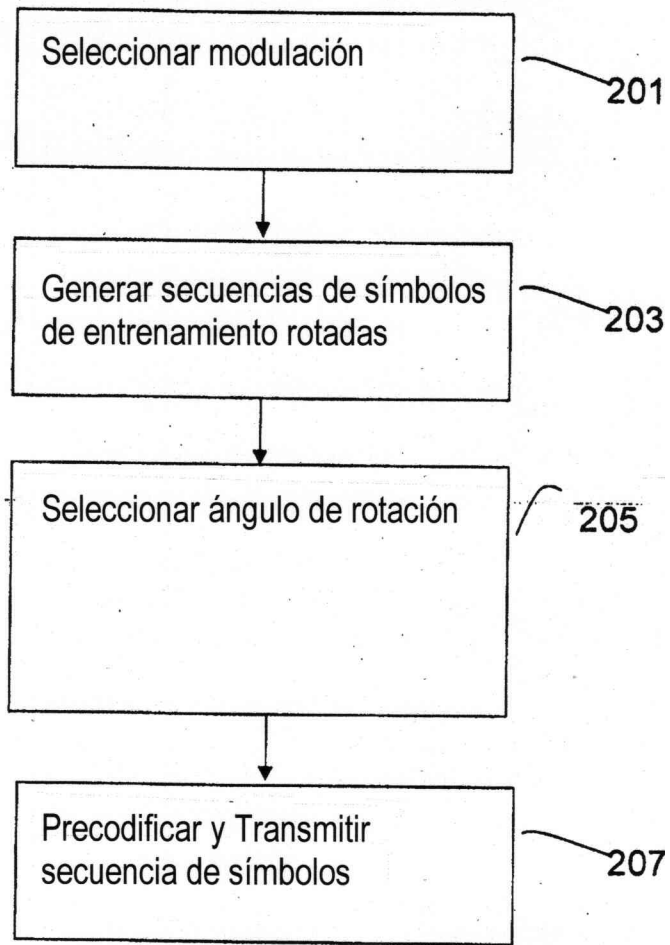 Seleccionar modulación
201
Generar secuencias de símbolos
de entrenamiento rotadas
203
Seleccionar ángulo de rotación
205
Precodificar y Transmitir
secuencia de símbolos
207